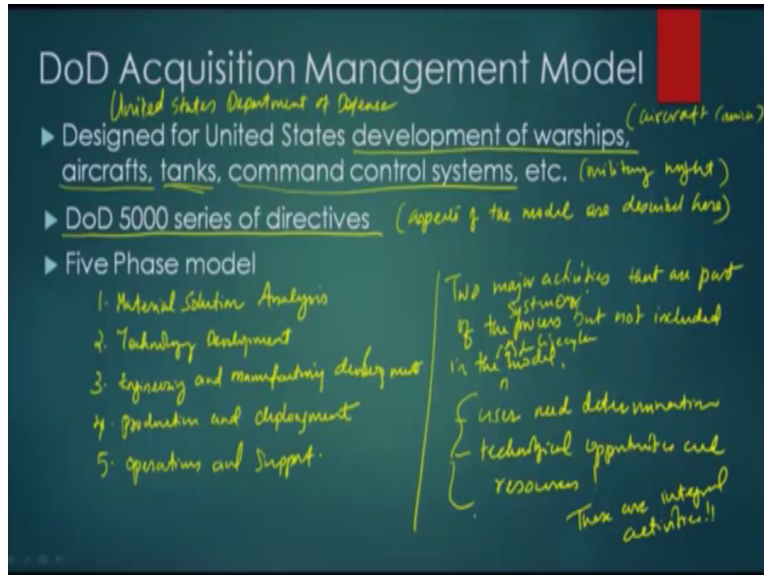 DoD Acquisition Management Model
United States Department of Defense
(aircraft
Designed for United States development of warships,
aircrafts, tanks, command control systems, etc. (military might)
DoD 5000 series of directives (aspects of the model are described here)
Five Phase model
1. Material Solution Analysis
2. Technology Development
3. Engineering and manufacturing development
4. production and deployment
5. operations and Support.
Two major activities that are part
systems
of the process but not included
lifecycle
in the model.
user need determination
technological opportunities and
resources
These are integral
activities!!